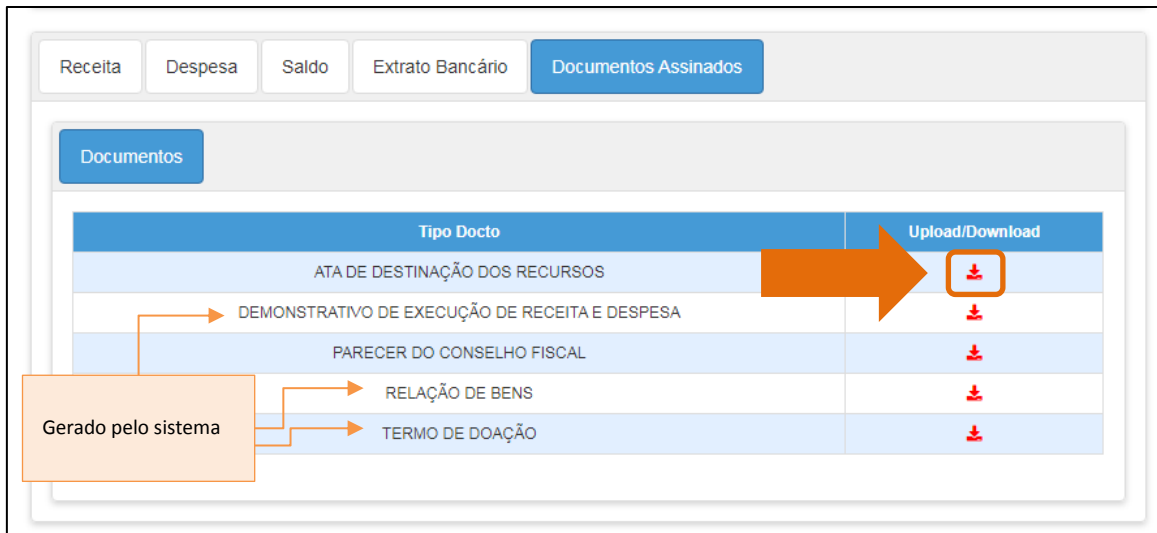 Receita Despesa Saldo Extrato Bancário Documentos Assinados
Documentos
Tipo Docto Upload/Download
ATA DE DESTINAÇÃO DOS RECURSOS
DEMONSTRATIVO DE EXECUÇÃO DE RECEITA E DESPESA
PARECER DO CONSELHO FISCAL
RELAÇÃO DE BENS
Gerado pelo sistema
TERMO DE DOAÇÃO